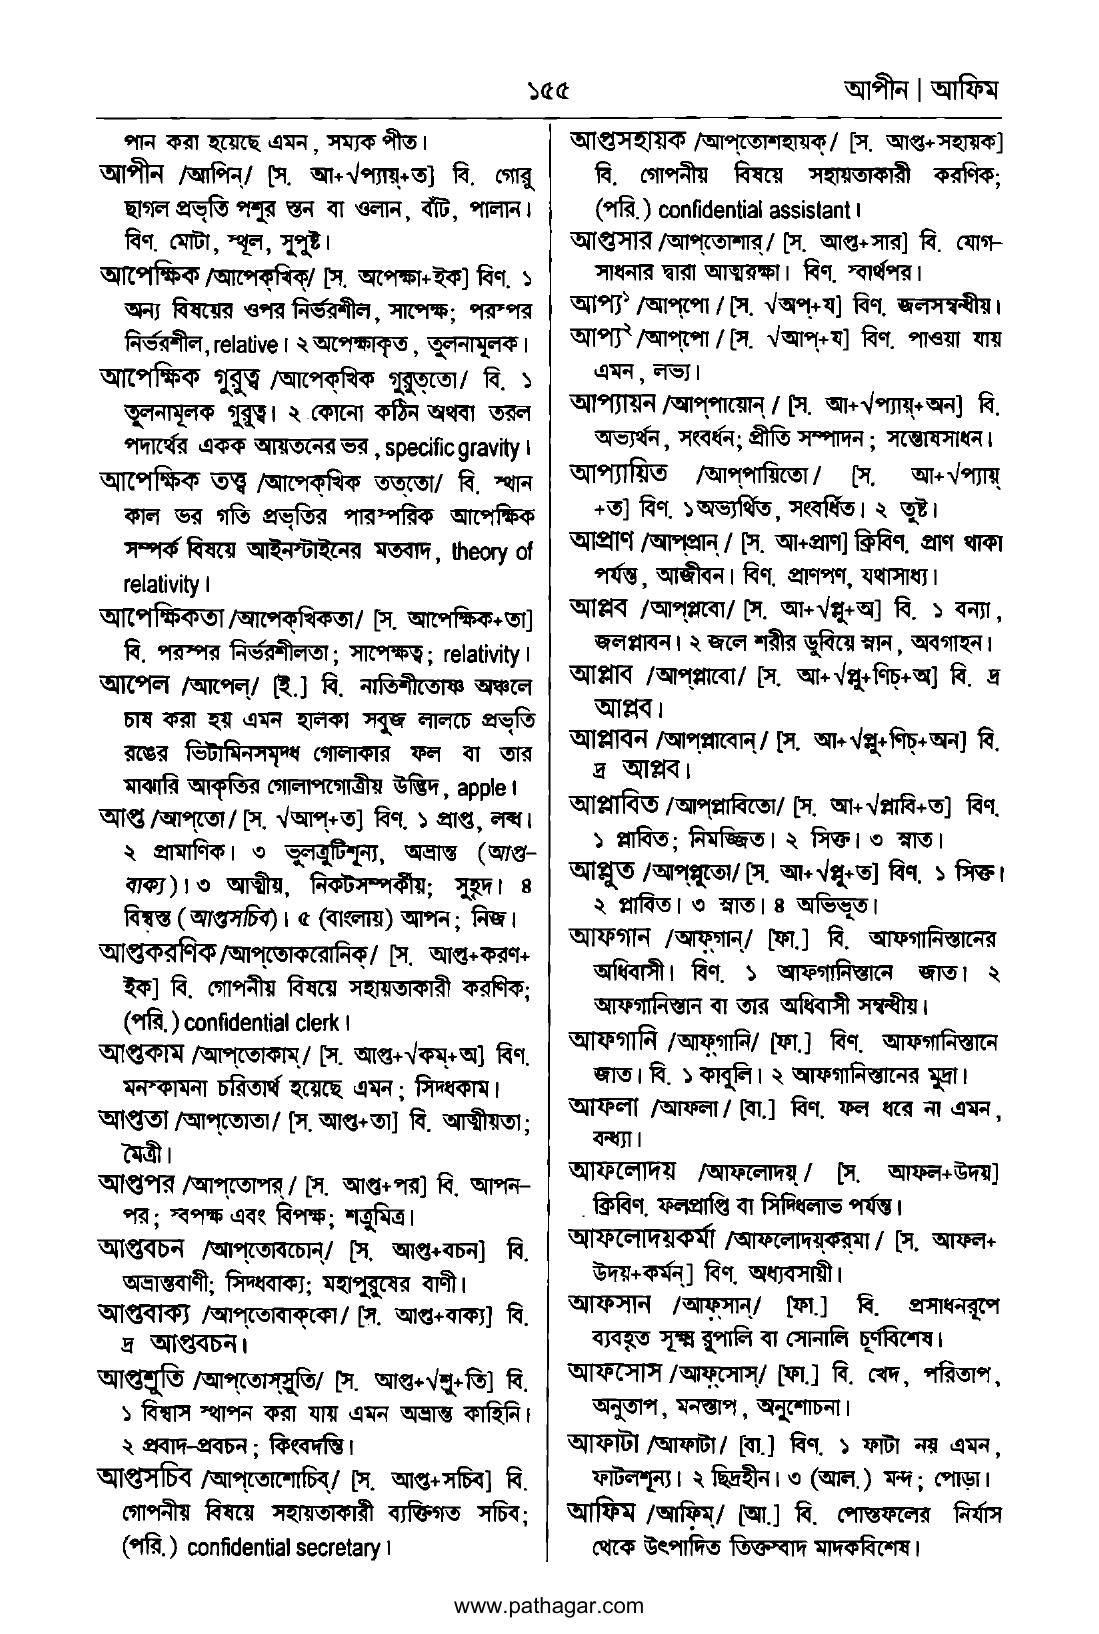 ১৫৫
আপীন | আফিম
পান করা হয়েছে এমন, সম্যক পীত।
আপীন /আপিন্/ [স. আ+√প্যায়্+ত] বি. গোরু
ছাগল প্রভৃতি পশুর স্তন বা ওলান, বাঁট, পালান।
বিণ. মোটা, স্থূল, সুপুষ্ট।
আপেক্ষিক /আপেক্‌খিক্/ [স. অপেক্ষা+ইক] বিণ. ১
অন্য বিষয়ের ওপর নির্ভরশীল, সাপেক্ষ; পরস্পর
নির্ভরশীল, relative। ২ অপেক্ষাকৃত, তুলনামূলক।
আপেক্ষিক গুরুত্ব /আপেক্‌খিক গুরুত্‌তো/ বি. ১
তুলনামূলক গুরুত্ব। ২ কোনো কঠিন অথবা তরল
পদার্থের একক আয়তনের ভর, specific gravity।
আপেক্ষিক তত্ত্ব /আপেক্‌খিক তত্‌তো/ বি. স্থান
কাল ভর গতি প্রভৃতির পারস্পরিক আপেক্ষিক
সম্পর্ক বিষয়ে আইনস্টাইনের মতবাদ, theory of
relativity।
আপেক্ষিকতা /আপেক্‌খিকতা/ [স. আপেক্ষিক+তা]
বি. পরস্পর নির্ভরশীলতা; সাপেক্ষত্ব; relativity।
আপেল /আপেল্/ [ই.] বি. নাতিশীতোষ্ণ অঞ্চলে
চাষ করা হয় এমন হালকা সবুজ লালচে প্রভৃতি
রঙের ভিটামিনসমৃদ্ধ গোলাকার ফল বা তার
মাঝারি আকৃতির গোলাপগোত্রীয় উদ্ভিদ, apple।
আপ্ত /আপ্‌তো/ [স. √আপ্+ত] বিণ. ১ প্রাপ্ত, লব্ধ।
২ প্রামাণিক। ৩ ভুলত্রুটিশূন্য, অভ্রান্ত (আপ্ত-
বাক্য)। ৩ আত্মীয়, নিকটসম্পর্কীয়; সুহৃদ। ৪
বিশ্বস্ত (আপ্তসচিব)। ৫ (বাংলায়) আপন; নিজ।
আপ্তকরণিক /আপ্‌তোকরোনিক্/ [স. আপ্ত+করণ+
ইক] বি. গোপনীয় বিষয়ে সহায়তাকারী করণিক;
(পরি.) confidential clerk।
আপ্তকাম /আপ্‌তোকাম্/ [স. আপ্ত+√কম্+অ] বিণ.
মনস্কামনা চরিতার্থ হয়েছে এমন; সিদ্ধকাম।
আপ্ততা /আপ্‌তোতা/ [স. আপ্ত+তা] বি. আত্মীয়তা;
মৈত্রী।
আপ্তপর /আপ্‌তোপর্/ [স. আপ্ত+পর] বি. আপন-
পর; স্বপক্ষ এবং বিপক্ষ; শত্রুমিত্র।
আপ্তবচন /আপ্‌তোবচোন্/ [স. আপ্ত+বচন] বি.
অভ্রান্তবাণী; সিদ্ধবাক্য; মহাপুরুষের বাণী।
আপ্তবাক্য /আপ্‌তোবাক্‌কো/ [স. আপ্ত+বাক্য] বি.
দ্র আপ্তবচন।
আপ্তশ্রুতি /আপ্‌তোস্‌স্রুতি/ [স. আপ্ত+√শ্রু+তি] বি.
১ বিশ্বাস স্থাপন করা যায় এমন অভ্রান্ত কাহিনি।
২ প্রবাদ-প্রবচন; কিংবদন্তি।
আপ্তসচিব /আপ্‌তোশোচিব্/ [স. আপ্ত+সচিব] বি.
গোপনীয় বিষয়ে সহায়তাকারী ব্যক্তিগত সচিব;
(পরি.) confidential secretary।
আপ্তসহায়ক /আপ্‌তোশহায়ক্/ [স. আপ্ত+সহায়ক]
বি. গোপনীয় বিষয়ে সহায়তাকারী করণিক;
(পরি.) confidential assistant।
আপ্তসার /আপ্‌তোশার্/ [স. আপ্ত+সার] বি. যোগ-
সাধনার দ্বারা আত্মরক্ষা। বিণ. স্বার্থপর।
আপ্য১ /আপ্‌পো/ [স. √অপ্+য] বিণ. জলসম্বন্ধীয়।
আপ্য২ /আপ্‌পো/ [স. √আপ্+য] বিণ. পাওয়া যায়
এমন, লভ্য।
আপ্যায়ন /আপ্‌পায়োন্/ [স. আ+√প্যায়্+অন] বি.
অভ্যর্থন, সংবর্ধন; প্রীতি সম্পাদন; সন্তোষসাধন।
আপ্যায়িত /আপ্‌পায়িতো/ [স. আ+√প্যায়্
+ত] বিণ. ১ অভ্যর্থিত, সংবর্ধিত। ২ তুষ্ট।
আপ্রাণ /আপ্‌প্রান্/ [স. আ+প্রাণ] ক্রিবিণ. প্রাণ থাকা
পর্যন্ত, আজীবন। বিণ. প্রাণপণ, যথাসাধ্য।
আপ্লব /আপ্‌প্লবো/ [স. আ+√প্লু+অ] বি. ১ বন্যা,
জলপ্লাবন। ২ জলে শরীর ডুবিয়ে স্নান, অবগাহন।
আপ্লাব /আপ্‌প্লাবো/ [স. আ+√প্লু+ণিচ্+অ] বি. দ্র
আপ্লব।
আপ্লাবন /আপ্‌প্লাবোন্/ [স. আ+√প্লু+ণিচ্+অন] বি.
দ্র আপ্লব।
আপ্লাবিত /আপ্‌প্লাবিতো/ [স. আ+√প্লাবি+ত] বিণ.
১ প্লাবিত; নিমজ্জিত। ২ সিক্ত। ৩ স্নাত।
আপ্লুত /আপ্‌প্লুতো/ [স. আ+√প্লু+ত] বিণ. ১ সিক্ত।
২ প্লাবিত। ৩ স্নাত। ৪ অভিভূত।
আফগান /আফ়্‌গান্/ [ফা.] বি. আফগানিস্তানের
অধিবাসী। বিণ. ১ আফগানিস্তানে জাত। ২
আফগানিস্তান বা তার অধিবাসী সম্বন্ধীয়।
আফগানি /আফ়্‌গানি/ [ফা.] বিণ. আফগানিস্তানে
জাত। বি. ১ কাবুলি। ২ আফগানিস্তানের মুদ্রা।
আফলা /আফলা/ [বা.] বিণ. ফল ধরে না এমন,
বন্ধ্যা।
আফলোদয় /আফলোদয়্/ [স. আফল+উদয়]
ক্রিবিণ. ফলপ্রাপ্তি বা সিদ্ধিলাভ পর্যন্ত।
আফলোদয়কর্মা /আফলোদয়্‌কর্‌মা/ [স. আফল+
উদয়+কর্মন্] বিণ. অধ্যবসায়ী।
আফসান /আফ়্‌সান্/ [ফা.] বি. প্রসাধনরূপে
ব্যবহৃত সূক্ষ্ম রুপালি বা সোনালি চূর্ণবিশেষ।
আফসোস /আফ়্‌সোস্/ [ফা.] বি. খেদ, পরিতাপ,
অনুতাপ, মনস্তাপ, অনুশোচনা।
আফাটা /আফাটা/ [বা.] বিণ. ১ ফাটা নয় এমন,
ফাটলশূন্য। ২ ছিদ্রহীন। ৩ (আল.) মন্দ; পোড়া।
আফিম /আফ়িম্/ [আ.] বি. পোস্তফলের নির্যাস
থেকে উৎপাদিত তিক্তস্বাদ মাদকবিশেষ।
www.pathagar.com